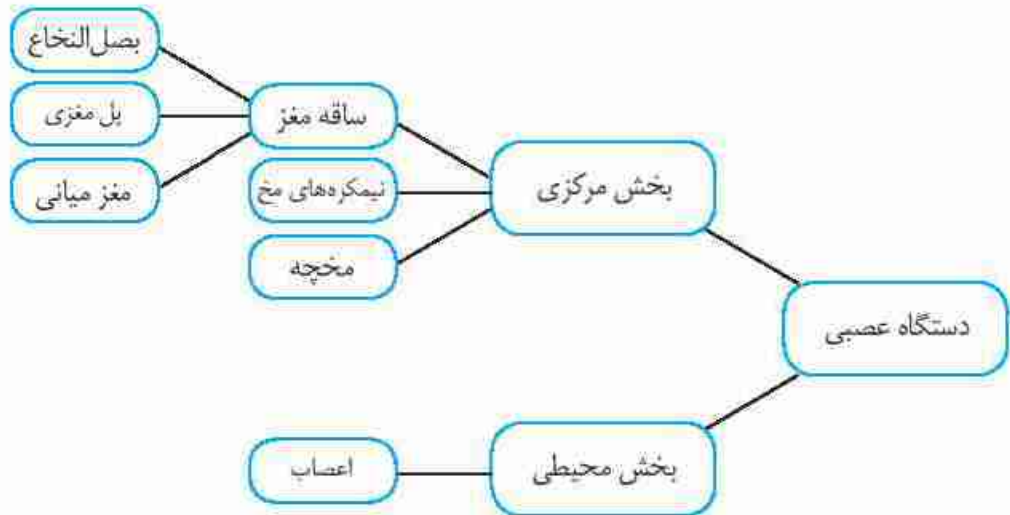 دستگاه عصبی
بخش مرکزی
ساقه مغز
بصل‌النخاع
پل مغزی
مغز میانی
نیمکره‌های مخ
مخچه
بخش محیطی
اعصاب